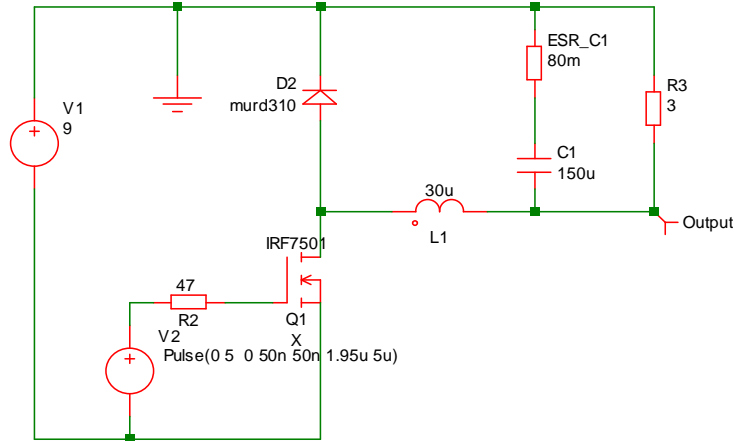 ESR_C1
80m
D2
murd310
R3
3
V1
9
C1
150u
30u
Output
L1
IRF7501
47
R2
Q1
X
V2
Pulse(0 5 0 50n 50n 1.95u 5u)